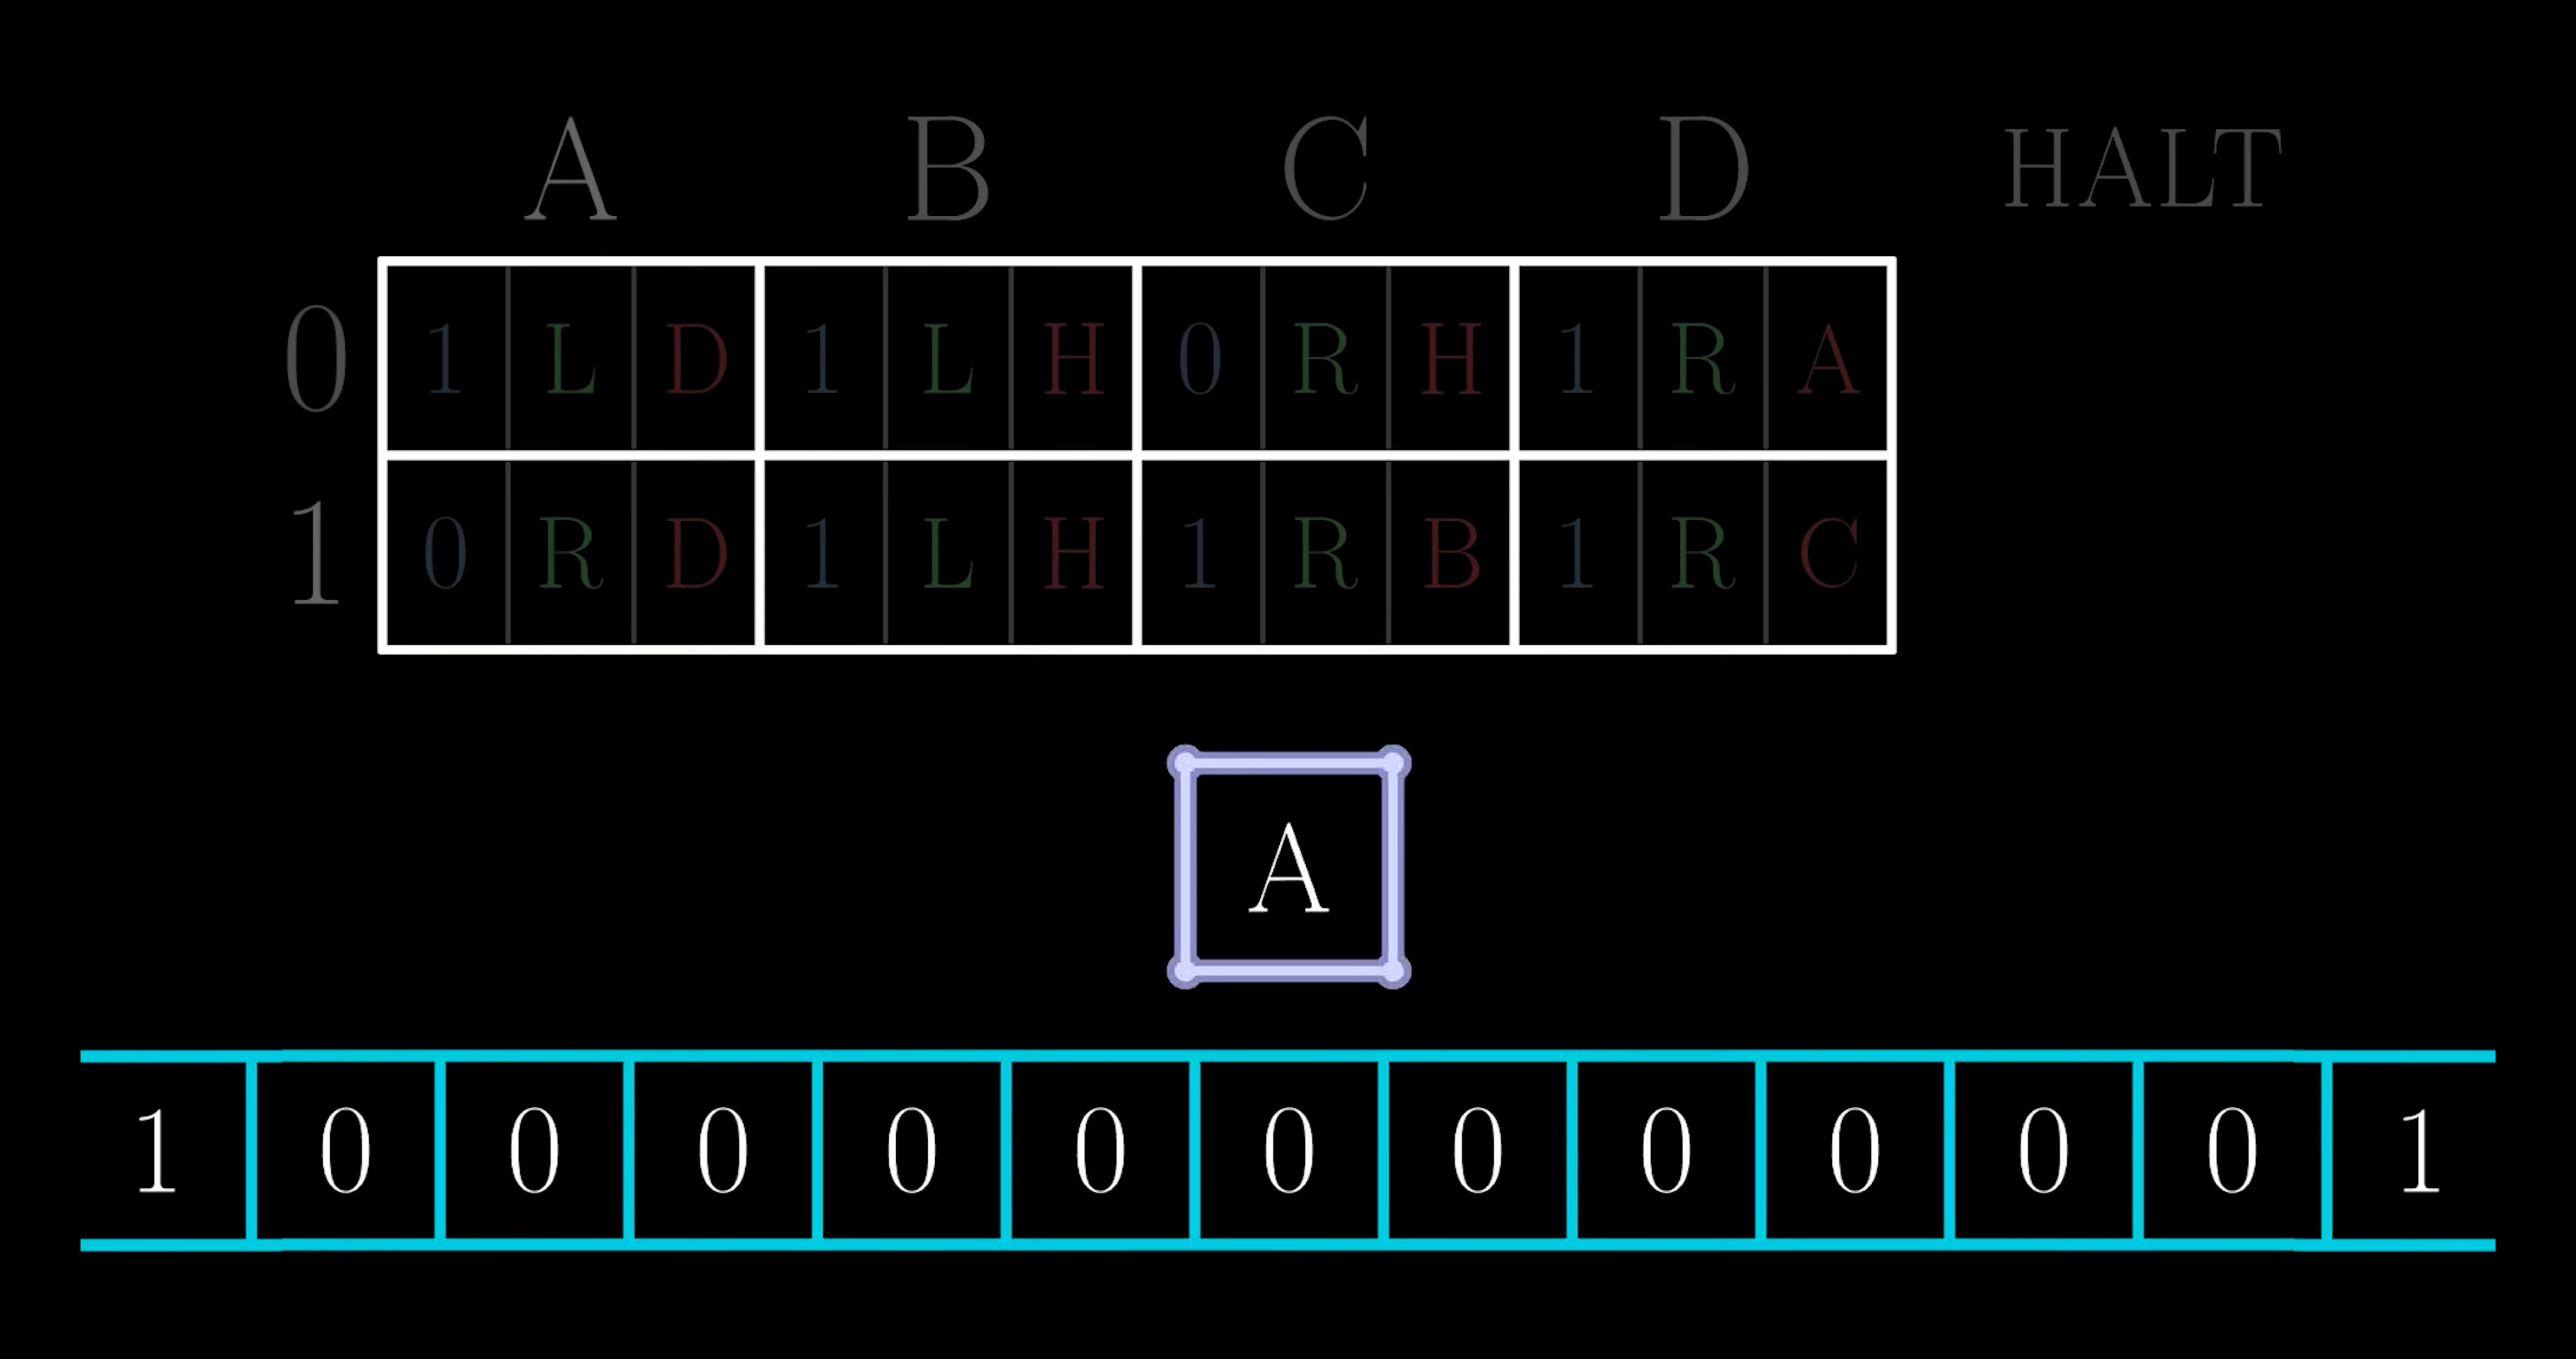 A B C D HALT
0 1 L D 1 L H 0 R H 1 R A
1 0 R D 1 L H 1 R B 1 R C
A
1 0 0 0 0 0 0 0 0 0 0 0 1